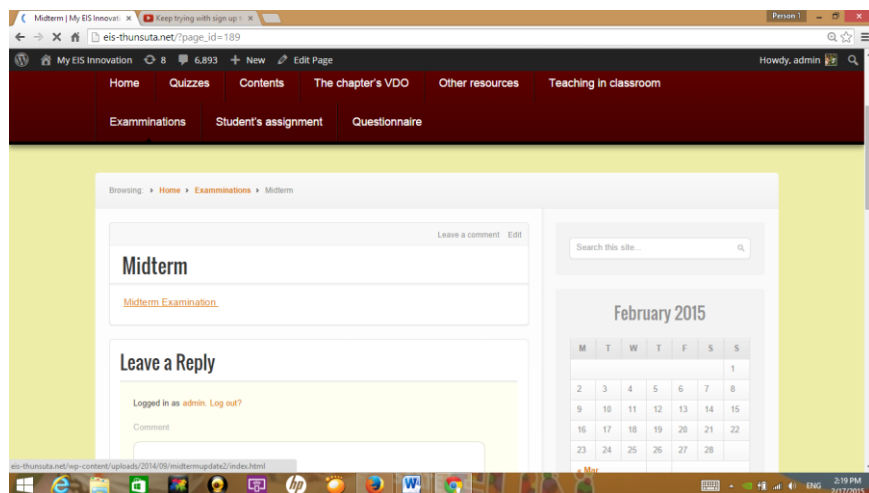 Midterm | My EIS Innovati
Keep trying with sign up
Person 1
eis-thunsuta.net/?page_id=189
My EIS Innovation 8 6,893 + New Edit Page Howdy, admin
Home Quizzes Contents The chapter's VDO Other resources Teaching in classroom
Examminations Student's assignment Questionnaire
Browsing: Home Examminations Midterm
Leave a comment Edit
Search this site...
Midterm
Midterm Examination
February 2015
M T W T F S S
1
2 3 4 5 6 7 8
9 10 11 12 13 14 15
16 17 18 19 20 21 22
23 24 25 26 27 28
« Mar
Leave a Reply
Logged in as admin. Log out?
Comment
eis-thunsuta.net/wp-content/uploads/2014/09/midtermupdate2/index.html
ENG
2:19 PM
2/17/2015